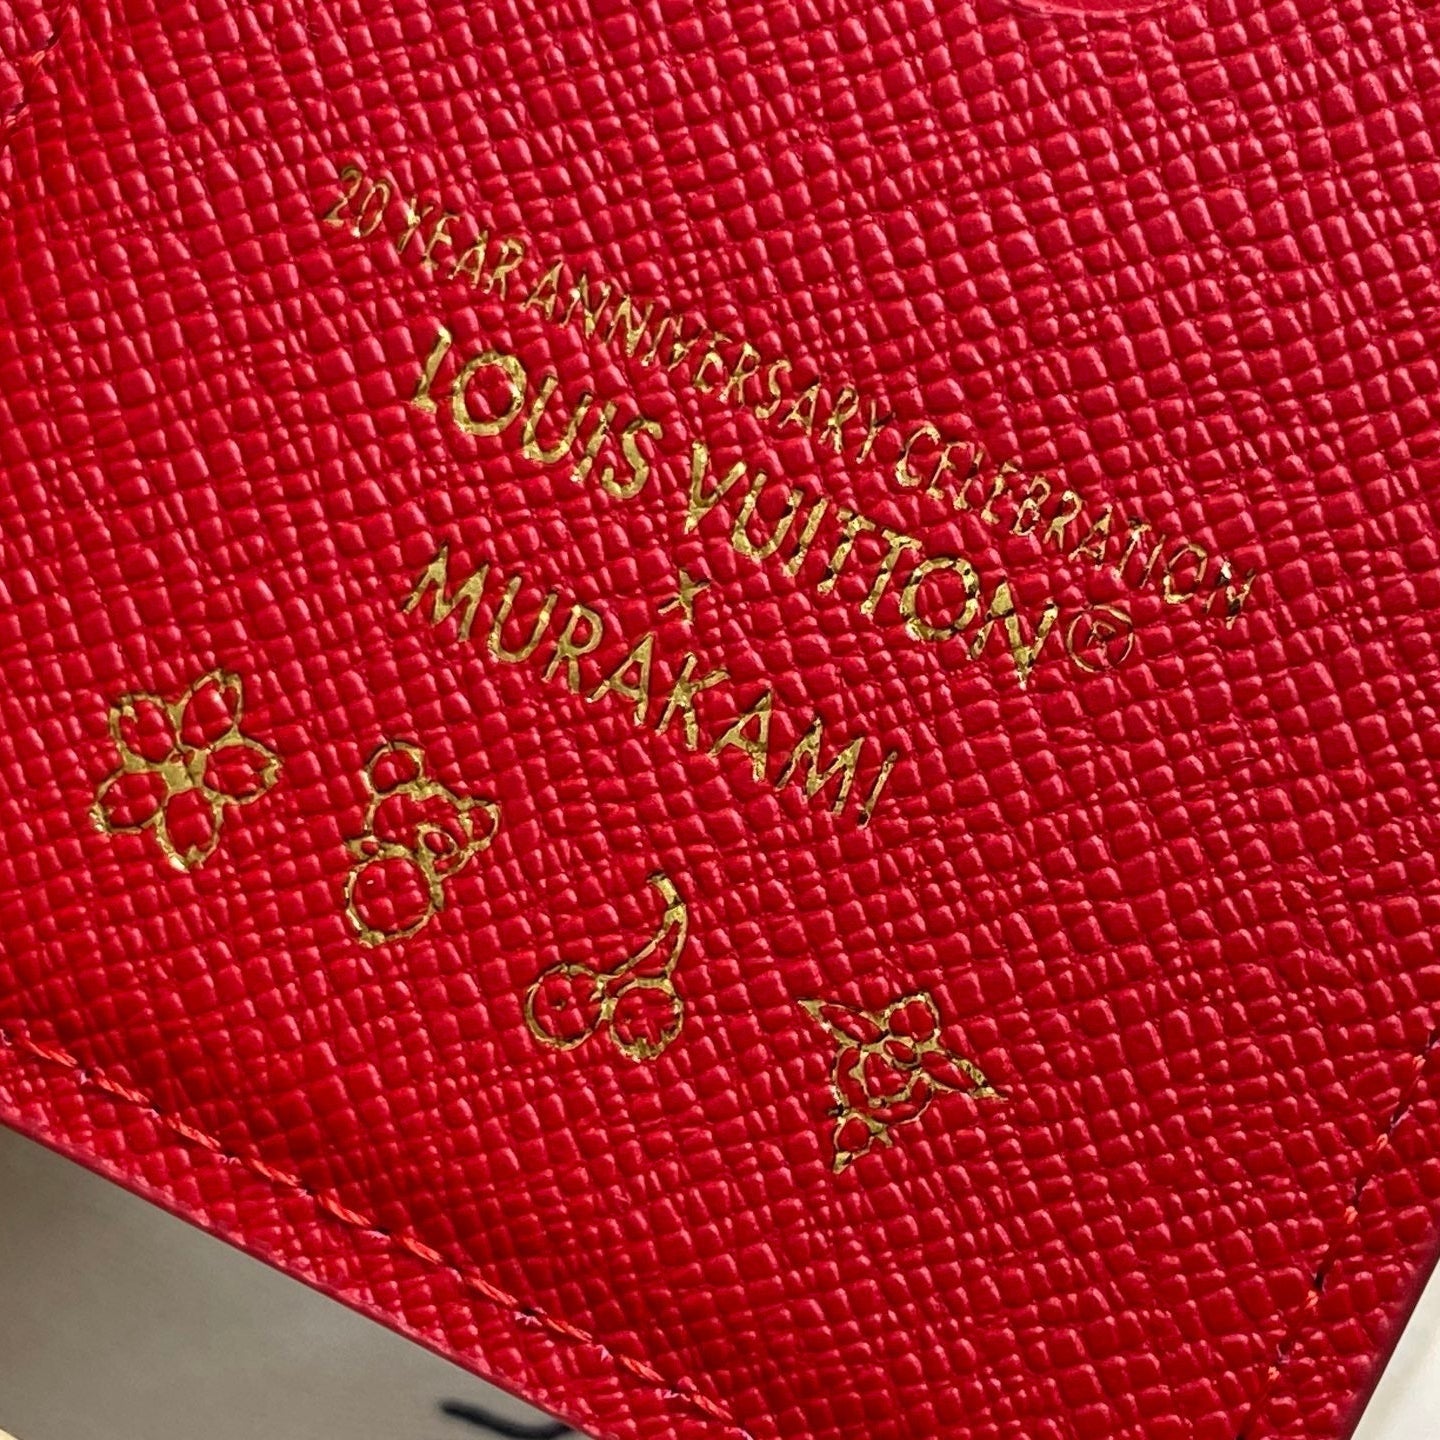 20 YEAR ANNIVERSARY CELEBRATION
LOUIS VUITTON®
x
MURAKAMI